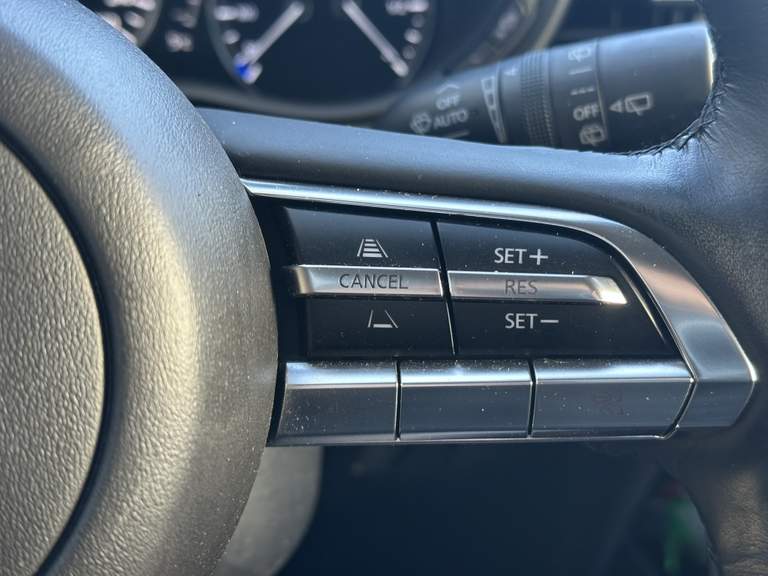 OFF
AUTO
OFF
SET+
CANCEL
RES
SET−